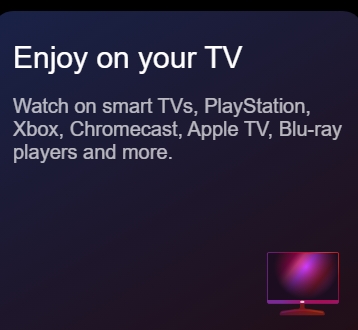 Enjoy on your TV
Watch on smart TVs, PlayStation,
Xbox, Chromecast, Apple TV, Blu-ray
players and more.